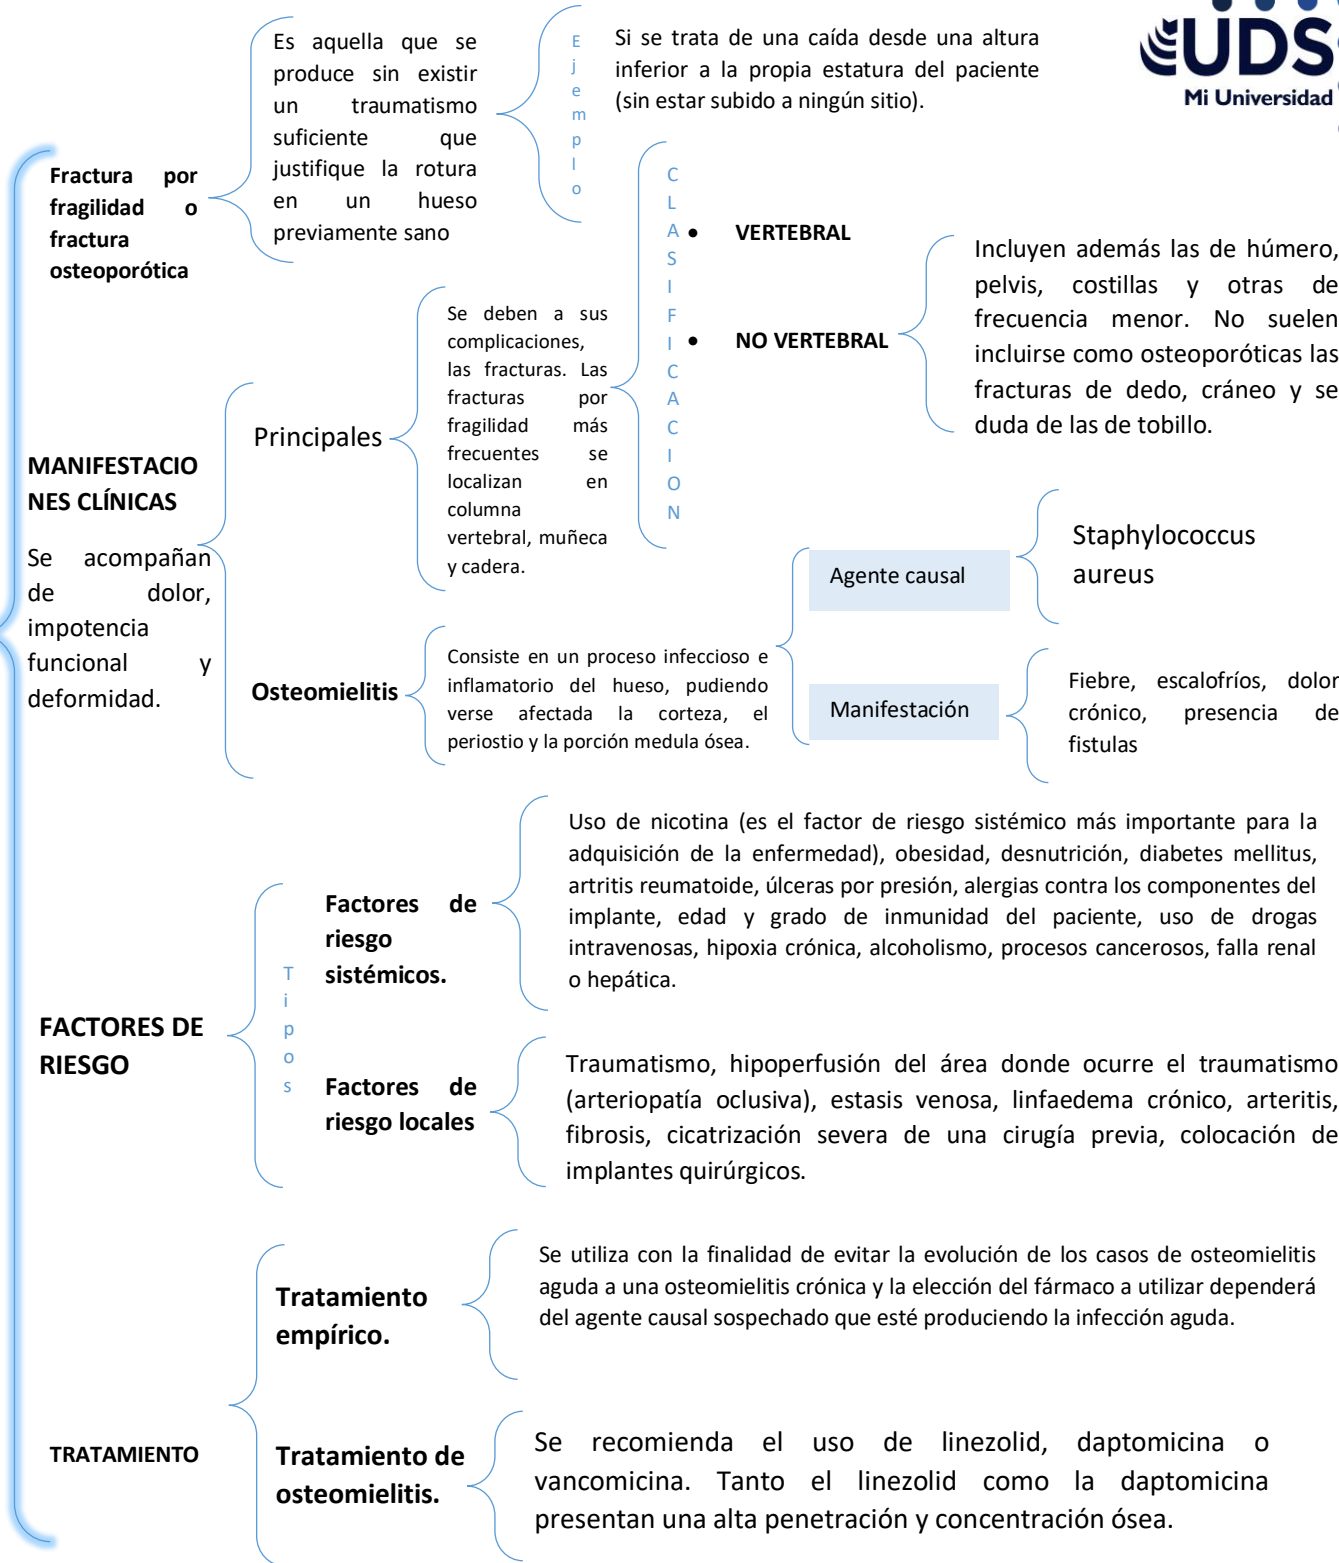 UDS
Mi Universidad
Es aquella que se
produce sin existir
un traumatismo
suficiente que
justifique la rotura
en un hueso
previamente sano
Ejemplo
Si se trata de una caída desde una altura
inferior a la propia estatura del paciente
(sin estar subido a ningún sitio).
Fractura por
fragilidad o
fractura
osteoporótica
CLASIFICACION
• VERTEBRAL
• NO VERTEBRAL
Incluyen además las de húmero,
pelvis, costillas y otras de
frecuencia menor. No suelen
incluirse como osteoporóticas las
fracturas de dedo, cráneo y se
duda de las de tobillo.
MANIFESTACIO
NES CLÍNICAS
Se acompañan
de dolor,
impotencia
funcional y
deformidad.
Principales
Se deben a sus
complicaciones,
las fracturas. Las
fracturas por
fragilidad más
frecuentes se
localizan en
columna
vertebral, muñeca
y cadera.
Osteomielitis
Consiste en un proceso infeccioso e
inflamatorio del hueso, pudiendo
verse afectada la corteza, el
periostio y la porción medula ósea.
Agente causal
Staphylococcus
aureus
Manifestación
Fiebre, escalofríos, dolor
crónico, presencia de
fistulas
FACTORES DE
RIESGO
Tipos
Factores de
riesgo
sistémicos.
Uso de nicotina (es el factor de riesgo sistémico más importante para la
adquisición de la enfermedad), obesidad, desnutrición, diabetes mellitus,
artritis reumatoide, úlceras por presión, alergias contra los componentes del
implante, edad y grado de inmunidad del paciente, uso de drogas
intravenosas, hipoxia crónica, alcoholismo, procesos cancerosos, falla renal
o hepática.
Factores de
riesgo locales
Traumatismo, hipoperfusión del área donde ocurre el traumatismo
(arteriopatía oclusiva), estasis venosa, linfaedema crónico, arteritis,
fibrosis, cicatrización severa de una cirugía previa, colocación de
implantes quirúrgicos.
TRATAMIENTO
Tratamiento
empírico.
Se utiliza con la finalidad de evitar la evolución de los casos de osteomielitis
aguda a una osteomielitis crónica y la elección del fármaco a utilizar dependerá
del agente causal sospechado que esté produciendo la infección aguda.
Tratamiento de
osteomielitis.
Se recomienda el uso de linezolid, daptomicina o
vancomicina. Tanto el linezolid como la daptomicina
presentan una alta penetración y concentración ósea.